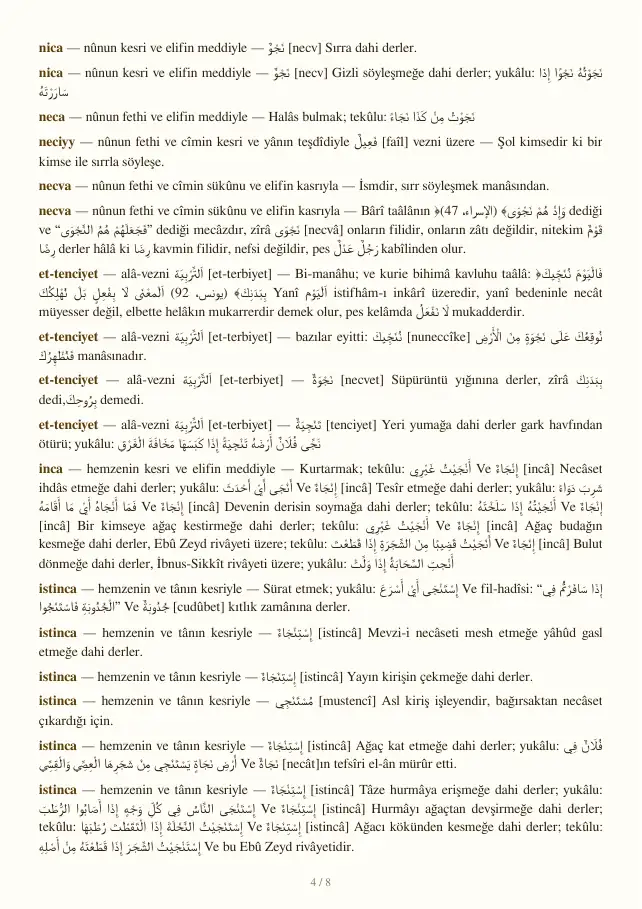 nica — nûnun kesri ve elifin meddiyle — نَجْوٌ [necv] Sırra dahi derler.
nica — nûnun kesri ve elifin meddiyle — نَجْوٌ [necv] Gizli söyleşmeğe dahi derler; yukâlu: نَجَوْتُهُ نَجْوًا إِذَا
سَارَرْتَهُ
neca — nûnun fethi ve elifin meddiyle — Halâs bulmak; tekûlu: نَجَوْتُ مِنْ كَذَا نَجَاءً
neciyy — nûnun fethi ve cîmin kesri ve yânın teşdîdiyle فَعِيلٌ [faîl] vezni üzere — Şol kimsedir ki bir
kimse ile sırrla söyleşe.
necva — nûnun fethi ve cîmin sükûnu ve elifin kasrıyla — İsmdir, sırr söyleşmek manâsından.
necva — nûnun fethi ve cîmin sükûnu ve elifin kasrıyla — Bârî taâlânın ﴿وَإِذْ هُمْ نَجْوَى﴾ (الإسراء، 47) dediği
ve “فَجَعَلَهُمْ هُمُ النَّجْوَى” dediği mecâzdır, zîrâ نَجْوَى [necvâ] onların filidir, onların zâtı değildir, nitekim قَوْمٌ
رِضًا derler hâlâ ki رِضًا kavmin filidir, nefsi değildir, pes رَجُلٌ عَدْلٌ kabîlinden olur.
et-tenciyet — alâ-vezni اَلتَّرْبِيَة [et-terbiyet] — Bi-manâhu; ve kurie bihimâ kavluhu taâlâ: ﴿فَالْيَوْمَ نُنَجِّيكَ
بِبَدَنِكَ﴾ (يونس، 92) اَلْمَعْنَى لَا بِفِعْلٍ بَلْ نُهْلِكُكَ Yanî اَلْيَوْمَ istifhâm-ı inkârî üzeredir, yanî bedeninle necât
müyesser değil, elbette helâkın mukarrerdir demek olur, pes kelâmda لَا نَفْعَلُ mukadderdir.
et-tenciyet — alâ-vezni اَلتَّرْبِيَة [et-terbiyet] — bazılar eyitti: نُنَجِّيكَ [nuneccîke] نُوقِعُكَ عَلَى نَجْوَةٍ مِنَ الْأَرْضِ
فَنُظْهِرُكَ manâsınadır.
et-tenciyet — alâ-vezni اَلتَّرْبِيَة [et-terbiyet] — نَجْوَةٌ [necvet] Süpürüntü yığınına derler, zîrâ بِبَدَنِكَ
dedi,بِرُوحِكَ demedi.
et-tenciyet — alâ-vezni اَلتَّرْبِيَة [et-terbiyet] — تَنْجِيَةٌ [tenciyet] Yeri yumağa dahi derler gark havfından
ötürü; yukâlu: نَجَّى فُلَانٌ أَرْضَهُ تَنْجِيَةً إِذَا كَبَسَهَا مَخَافَةَ الْغَرَقِ
inca — hemzenin kesri ve elifin meddiyle — Kurtarmak; tekûlu: أَنْجَيْتُ غَيْرِي Ve إِنْجَاءٌ [incâ] Necâset
ihdâs etmeğe dahi derler; yukâlu: أَنْجَى أَيْ أَحْدَثَ Ve إِنْجَاءٌ [incâ] Tesîr etmeğe dahi derler; yukâlu: شَرِبَ دَوَاءً
فَمَا أَنْجَاهُ أَيْ مَا أَقَامَهُ Ve إِنْجَاءٌ [incâ] Devenin derisin soymağa dahi derler; tekûlu: أَنْجَيْتُهُ إِذَا سَلَخْتَهُ Ve إِنْجَاءٌ
[incâ] Bir kimseye ağaç kestirmeğe dahi derler; tekûlu: أَنْجَيْتُ غَيْرِي Ve إِنْجَاءٌ [incâ] Ağaç budağın
kesmeğe dahi derler, Ebû Zeyd rivâyeti üzere; tekûlu: أَنْجَيْتُ قَضِيبًا مِنَ الشَّجَرَةِ إِذَا قَطَعْتَ Ve إِنْجَاءٌ [incâ] Bulut
dönmeğe dahi derler, İbnus-Sikkît rivâyeti üzere; yukâlu: أَنْجَتِ السَّحَابَةُ إِذَا وَلَّتْ
istinca — hemzenin ve tânın kesriyle — Sürat etmek; yukâlu: إِسْتَنْجَى أَيْ أَسْرَعَ Ve fil-hadîsi: “إِذَا سَافَرْتُمْ فِي
الْجُدُوبَةِ فَاسْتَنْجُوا” Ve جُدُوبَةٌ [cudûbet] kıtlık zamânına derler.
istinca — hemzenin ve tânın kesriyle — إِسْتِنْجَاءٌ [istincâ] Mevzi-i necâseti mesh etmeğe yâhûd gasl
etmeğe dahi derler.
istinca — hemzenin ve tânın kesriyle — إِسْتِنْجَاءٌ [istincâ] Yayın kirişin çekmeğe dahi derler.
istinca — hemzenin ve tânın kesriyle — مُسْتَنْجِي [mustencî] Asl kiriş işleyendir, bağırsaktan necâset
çıkardığı için.
istinca — hemzenin ve tânın kesriyle — إِسْتِنْجَاءٌ [istincâ] Ağaç kat etmeğe dahi derler; yukâlu: فُلَانٌ فِي
أَرْضِ نَجَاةٍ يَسْتَنْجِي مِنْ شَجَرِهَا الْعِصِيَّ وَالْقِسِيَّ Ve نَجَاةٌ [necât]ın tefsîri el-ân mürûr etti.
istinca — hemzenin ve tânın kesriyle — إِسْتِنْجَاءٌ [istincâ] Tâze hurmâya erişmeğe dahi derler; yukâlu:
إِسْتَنْجَى النَّاسُ فِي كُلِّ وَجْهٍ إِذَا أَصَابُوا الرُّطَبَ Ve إِسْتِنْجَاءٌ [istincâ] Hurmâyı ağaçtan devşirmeğe dahi derler;
tekûlu: إِسْتَنْجَيْتُ النَّخْلَةَ إِذَا الْتَقَطْتَ رُطَبَهَا Ve إِسْتِنْجَاءٌ [istincâ] Ağacı kökünden kesmeğe dahi derler; tekûlu:
إِسْتَنْجَيْتُ الشَّجَرَ إِذَا قَطَعْتَهُ مِنْ أَصْلِهِ Ve bu Ebû Zeyd rivâyetidir.
4 / 8